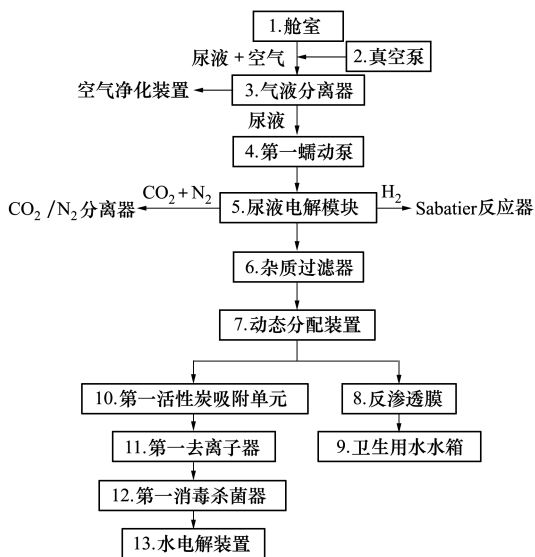 1.舱室
尿液+空气
2.真空泵
空气净化装置
3.气液分离器
尿液
4.第一蠕动泵
CO₂+N₂
H₂
CO₂/N₂分离器
5.尿液电解模块
Sabatier反应器
6.杂质过滤器
7.动态分配装置
10.第一活性炭吸附单元
8.反渗透膜
11.第一去离子器
9.卫生用水水箱
12.第一消毒杀菌器
13.水电解装置